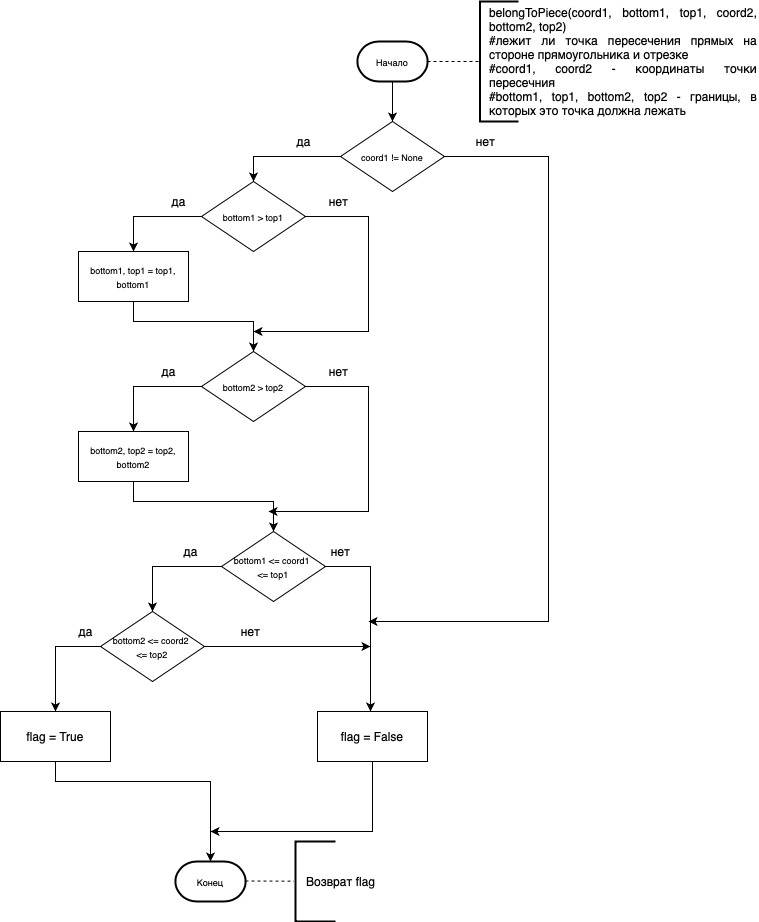 belongToPiece(coord1, bottom1, top1, coord2,
bottom2, top2)
#лежит ли точка пересечения прямых на
стороне прямоугольника и отрезке
#coord1, coord2 - координаты точки
пересечния
#bottom1, top1, bottom2, top2 - границы, в
которых это точка должна лежать
Начало
да
coord1 != None
нет
да
bottom1 > top1
нет
bottom1, top1 = top1,
bottom1
да
bottom2 > top2
нет
bottom2, top2 = top2,
bottom2
да
bottom1 <= coord1
<= top1
нет
да
bottom2 <= coord2
<= top2
нет
flag = True
flag = False
Конец
Возврат flag